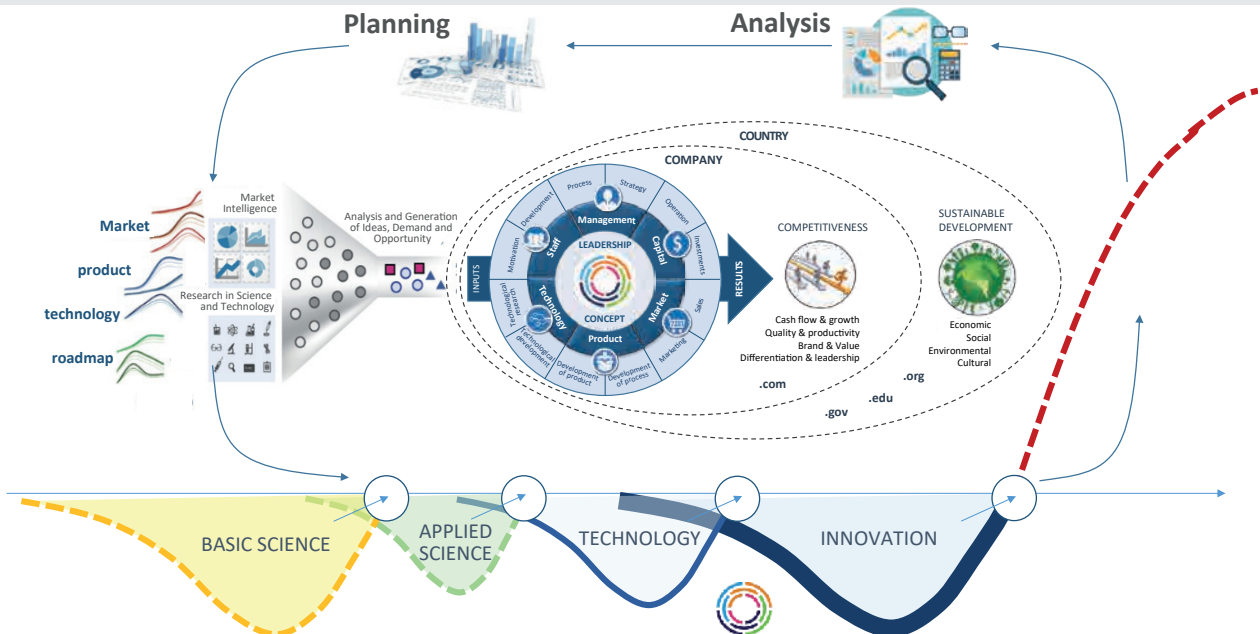 Planning
Analysis
COUNTRY
COMPANY
Market
product
technology
roadmap
Market
Intelligence
Research in Science
and Technology
Analysis and Generation
of Ideas, Demand and
Opportunity
INPUTS
Process
Strategy
Operation
Investments
Sales
Marketing
Development
of process
Development
of product
Technological
development
Technological
research
Motivation
Development
Management
Capital
Market
Product
Technology
Staff
LEADERSHIP
CONCEPT
RESULTS
COMPETITIVENESS
Cash flow & growth
Quality & productivity
Brand & Value
Differentiation & leadership
SUSTAINABLE
DEVELOPMENT
Economic
Social
Environmental
Cultural
.com
.gov
.edu
.org
BASIC SCIENCE
APPLIED
SCIENCE
TECHNOLOGY
INNOVATION